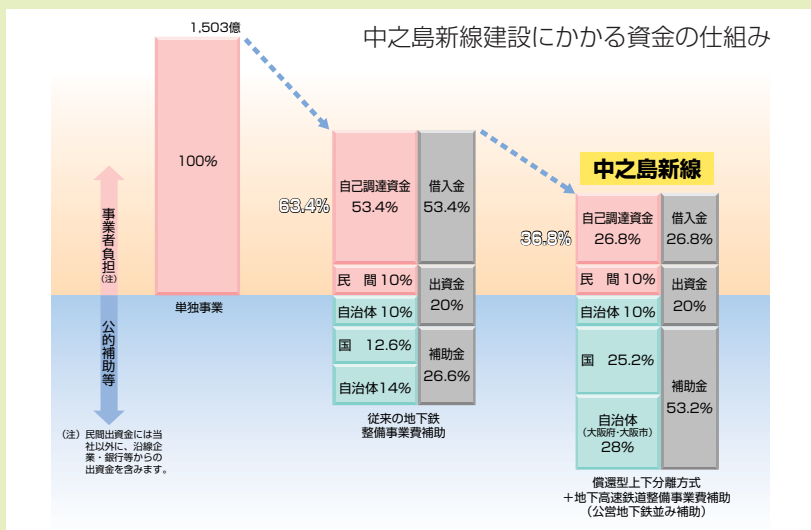 中之島新線建設にかかる資金の仕組み
1,503億
100%
単独事業
事業者負担(注)
公的補助等
(注) 民間出資金には当
社以外に、沿線企
業・銀行等からの
出資金を含みます。
63.4%
自己調達資金
53.4%
民 間 10%
自治体 10%
国 12.6%
自治体14%
借入金
53.4%
出資金
20%
補助金
26.6%
従来の地下鉄
整備事業費補助
中之島新線
36.8%
自己調達資金
26.8%
民 間 10%
自治体 10%
国 25.2%
自治体
(大阪府・大阪市)
28%
借入金
26.8%
出資金
20%
補助金
53.2%
償還型上下分離方式
+地下高速鉄道整備事業費補助
(公営地下鉄並み補助)